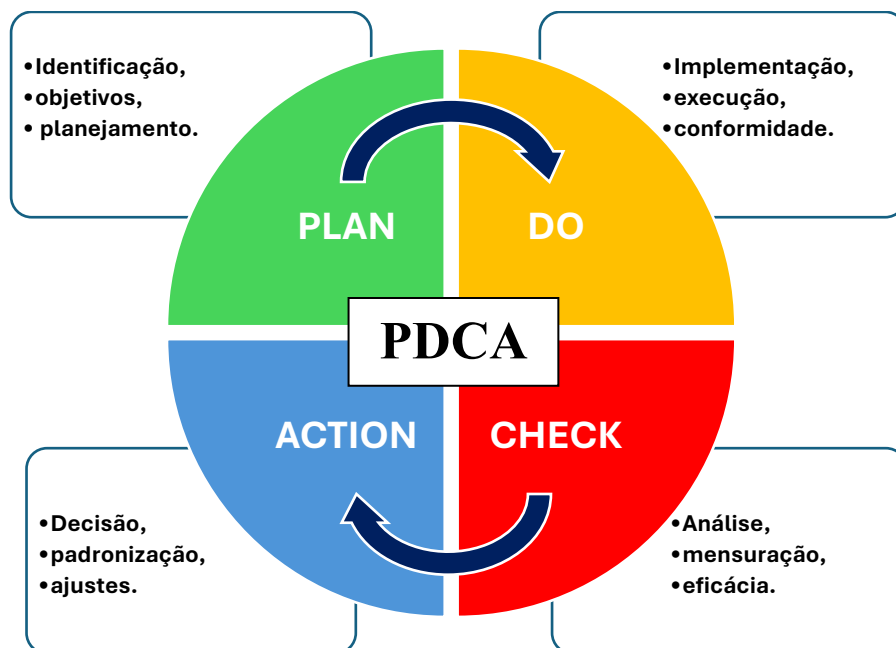 •Identificação,
•objetivos,
• planejamento.
•Implementação,
•execução,
•conformidade.
PLAN
DO
PDCA
ACTION
CHECK
•Decisão,
•padronização,
•ajustes.
•Análise,
•mensuração,
•eficácia.